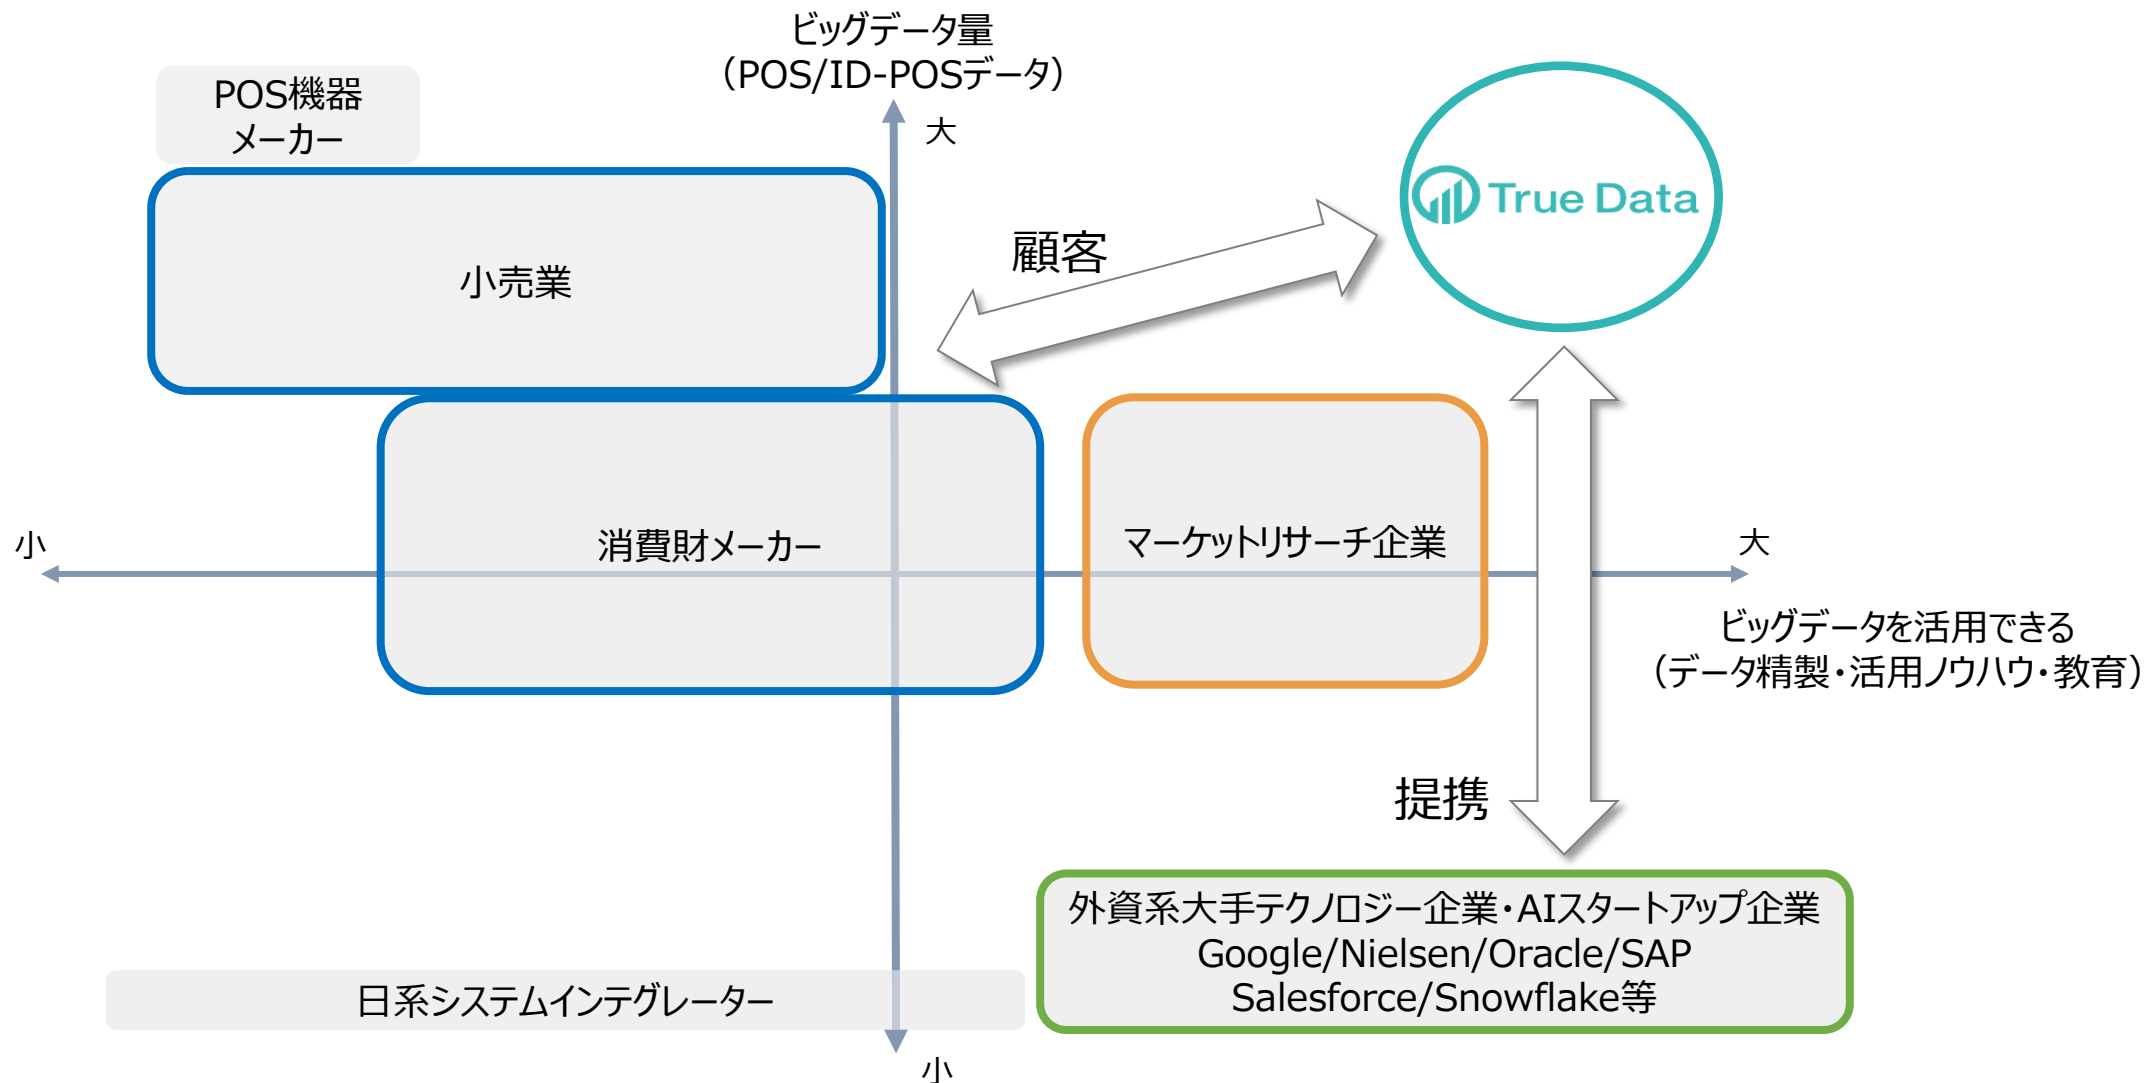 ビッグデータ量
（POS/ID-POSデータ）
大
POS機器
メーカー
True Data
顧客
小売業
消費財メーカー
マーケットリサーチ企業
小
大
ビッグデータを活用できる
（データ精製・活用ノウハウ・教育）
提携
外資系大手テクノロジー企業・AIスタートアップ企業
Google/Nielsen/Oracle/SAP
Salesforce/Snowflake等
日系システムインテグレーター
小